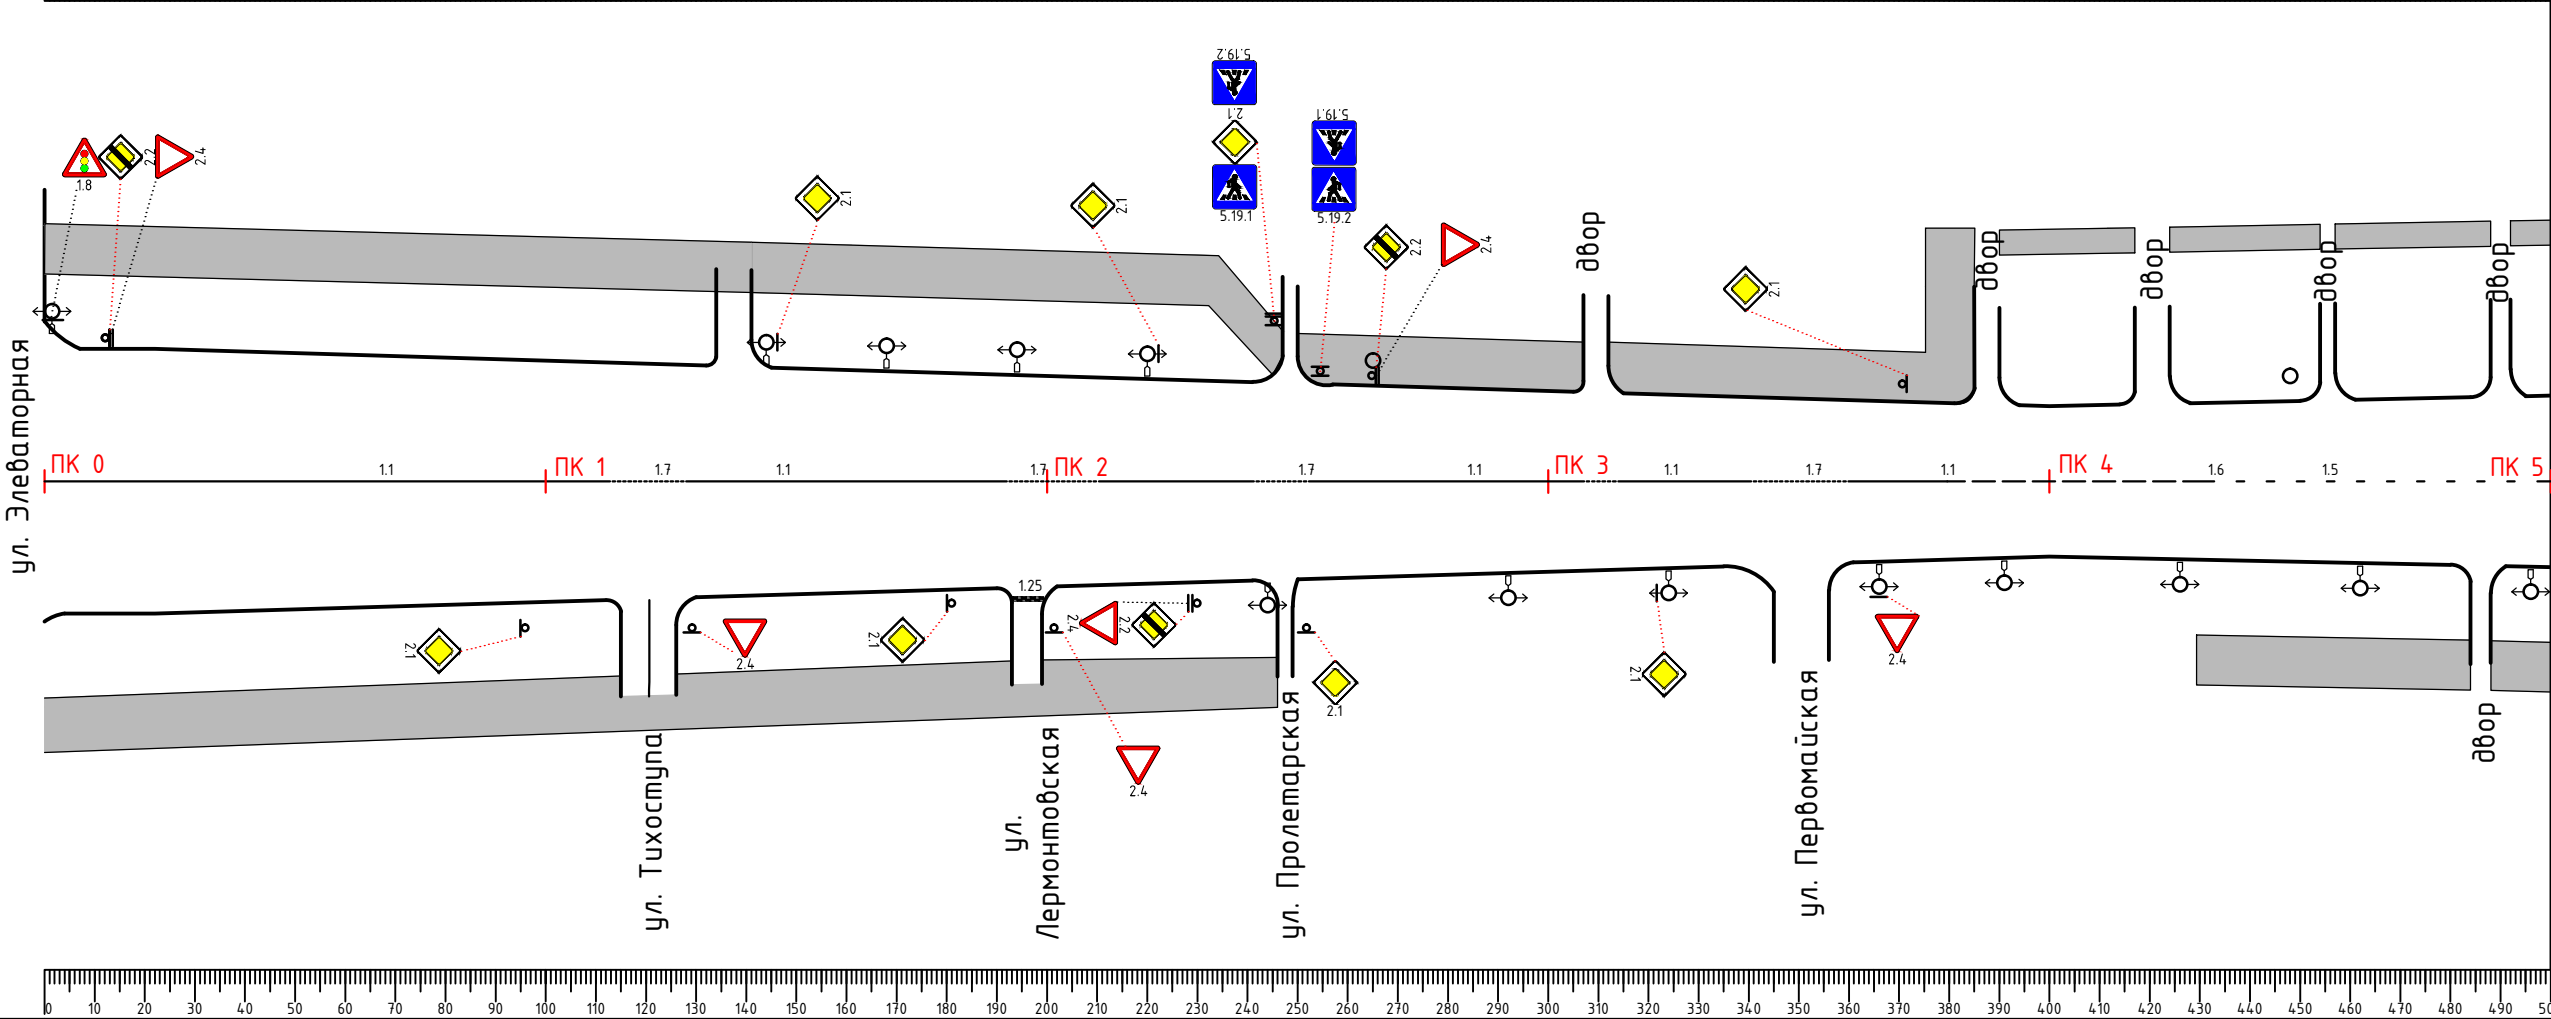 5.19.2
2.1
5.19.1
5.19.1
5.19.2
1.8
2.2
2.4
2.1
2.1
2.2
2.4
2.1
двор
двор
двор
двор
двор
ул. Элеваторная
ПК 0
1.1
ПК 1
1.7
1.1
1.7
ПК 2
1.7
1.1
ПК 3
1.1
1.7
1.1
ПК 4
1.6
1.5
ПК 5
2.1
2.4
2.1
1.25
2.4
2.2
2.4
2.1
2.1
2.4
ул. Тихоступа
ул.
Лермонтовская
ул. Пролетарская
ул. Первомайская
двор
0 10 20 30 40 50 60 70 80 90 100 110 120 130 140 150 160 170 180 190 200 210 220 230 240 250 260 270 280 290 300 310 320 330 340 350 360 370 380 390 400 410 420 430 440 450 460 470 480 490 50